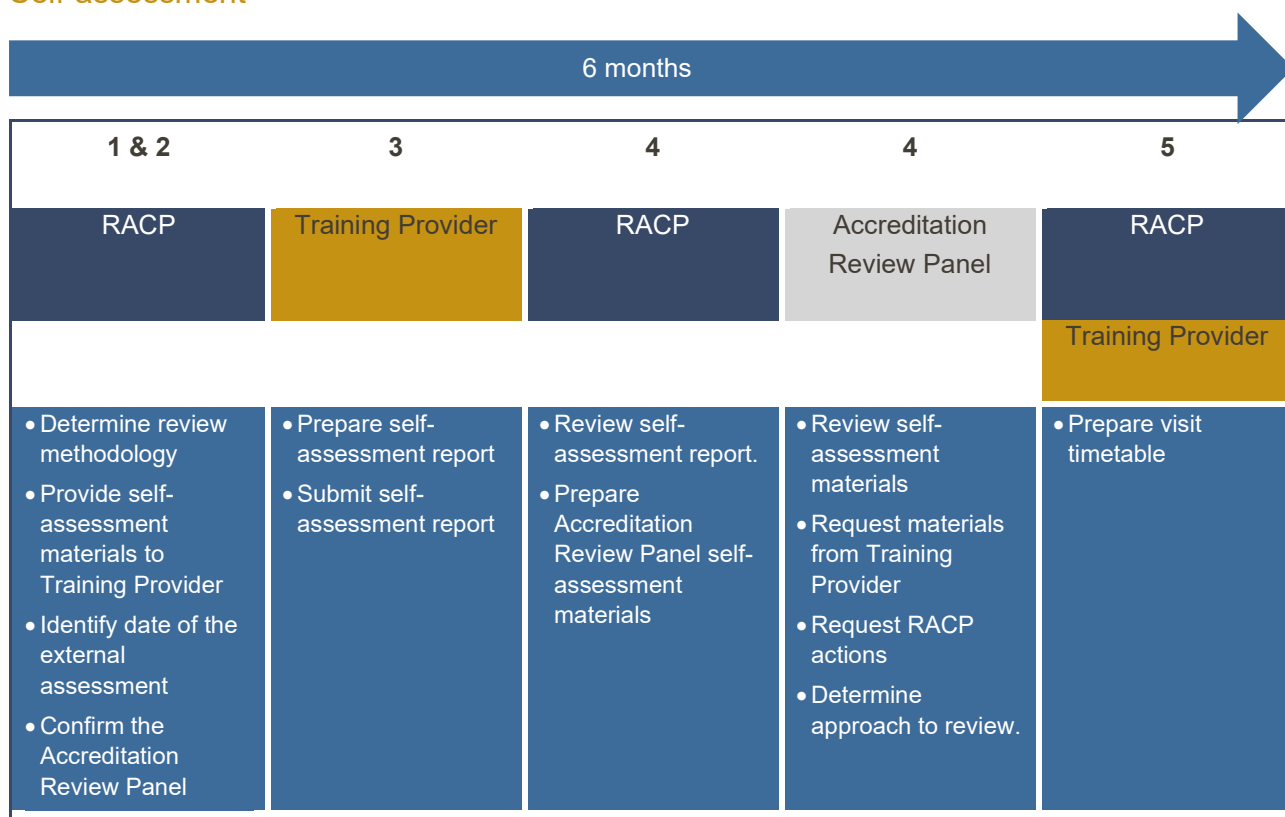 6 months
1 & 2
3
4
4
5
RACP
Training Provider
RACP
Accreditation
Review Panel
RACP
Training Provider
• Determine review
methodology
• Provide self-
assessment
materials to
Training Provider
• Identify date of the
external
assessment
• Confirm the
Accreditation
Review Panel
• Prepare self-
assessment report
• Submit self-
assessment report
• Review self-
assessment report.
• Prepare
Accreditation
Review Panel self-
assessment
materials
• Review self-
assessment
materials
• Request materials
from Training
Provider
• Request RACP
actions
• Determine
approach to review.
• Prepare visit
timetable